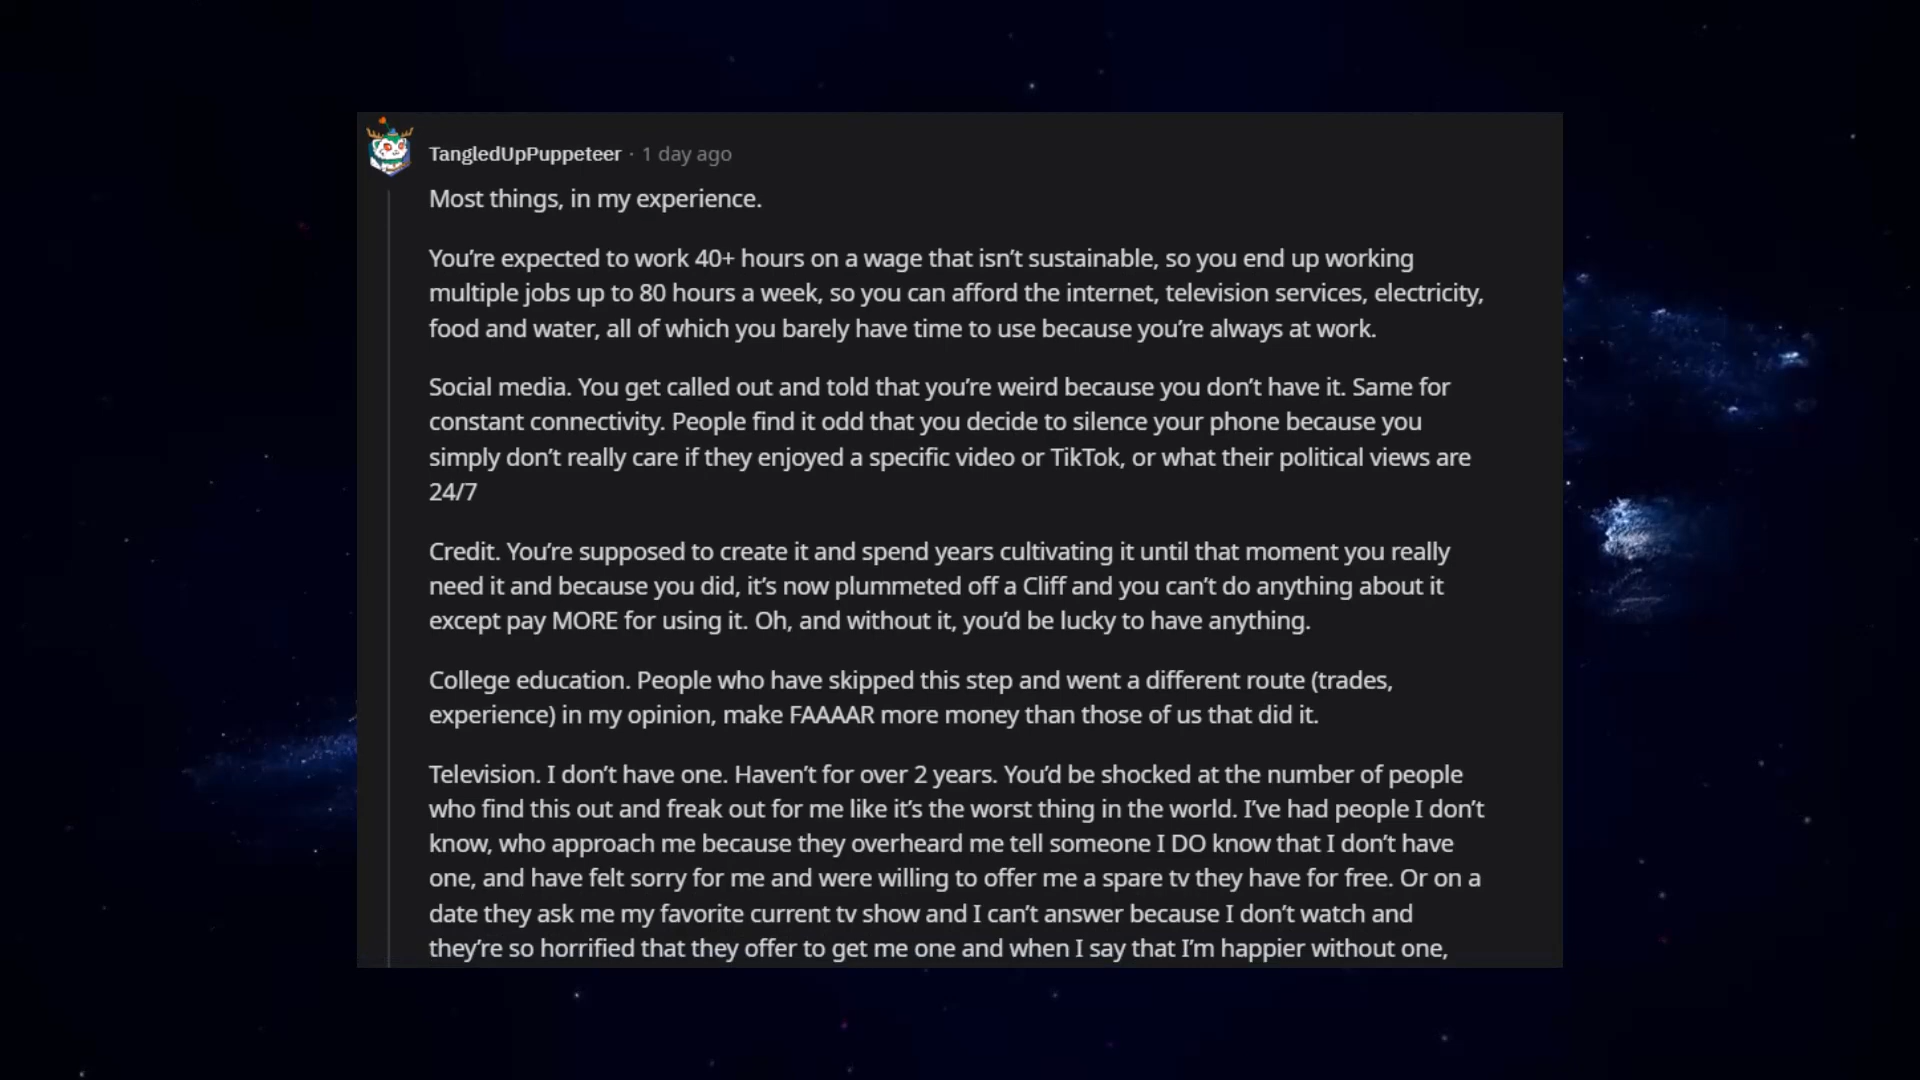 TangledUpPuppeteer · 1 day ago
Most things, in my experience.
You’re expected to work 40+ hours on a wage that isn’t sustainable, so you end up working
multiple jobs up to 80 hours a week, so you can afford the internet, television services, electricity,
food and water, all of which you barely have time to use because you’re always at work.
Social media. You get called out and told that you’re weird because you don’t have it. Same for
constant connectivity. People find it odd that you decide to silence your phone because you
simply don’t really care if they enjoyed a specific video or TikTok, or what their political views are
24/7
Credit. You’re supposed to create it and spend years cultivating it until that moment you really
need it and because you did, it’s now plummeted off a Cliff and you can’t do anything about it
except pay MORE for using it. Oh, and without it, you’d be lucky to have anything.
College education. People who have skipped this step and went a different route (trades,
experience) in my opinion, make FAAAAR more money than those of us that did it.
Television. I don’t have one. Haven’t for over 2 years. You’d be shocked at the number of people
who find this out and freak out for me like it’s the worst thing in the world. I’ve had people I don’t
know, who approach me because they overheard me tell someone I DO know that I don’t have
one, and have felt sorry for me and were willing to offer me a spare tv they have for free. Or on a
date they ask me my favorite current tv show and I can’t answer because I don’t watch and
they’re so horrified that they offer to get me one and when I say that I’m happier without one,